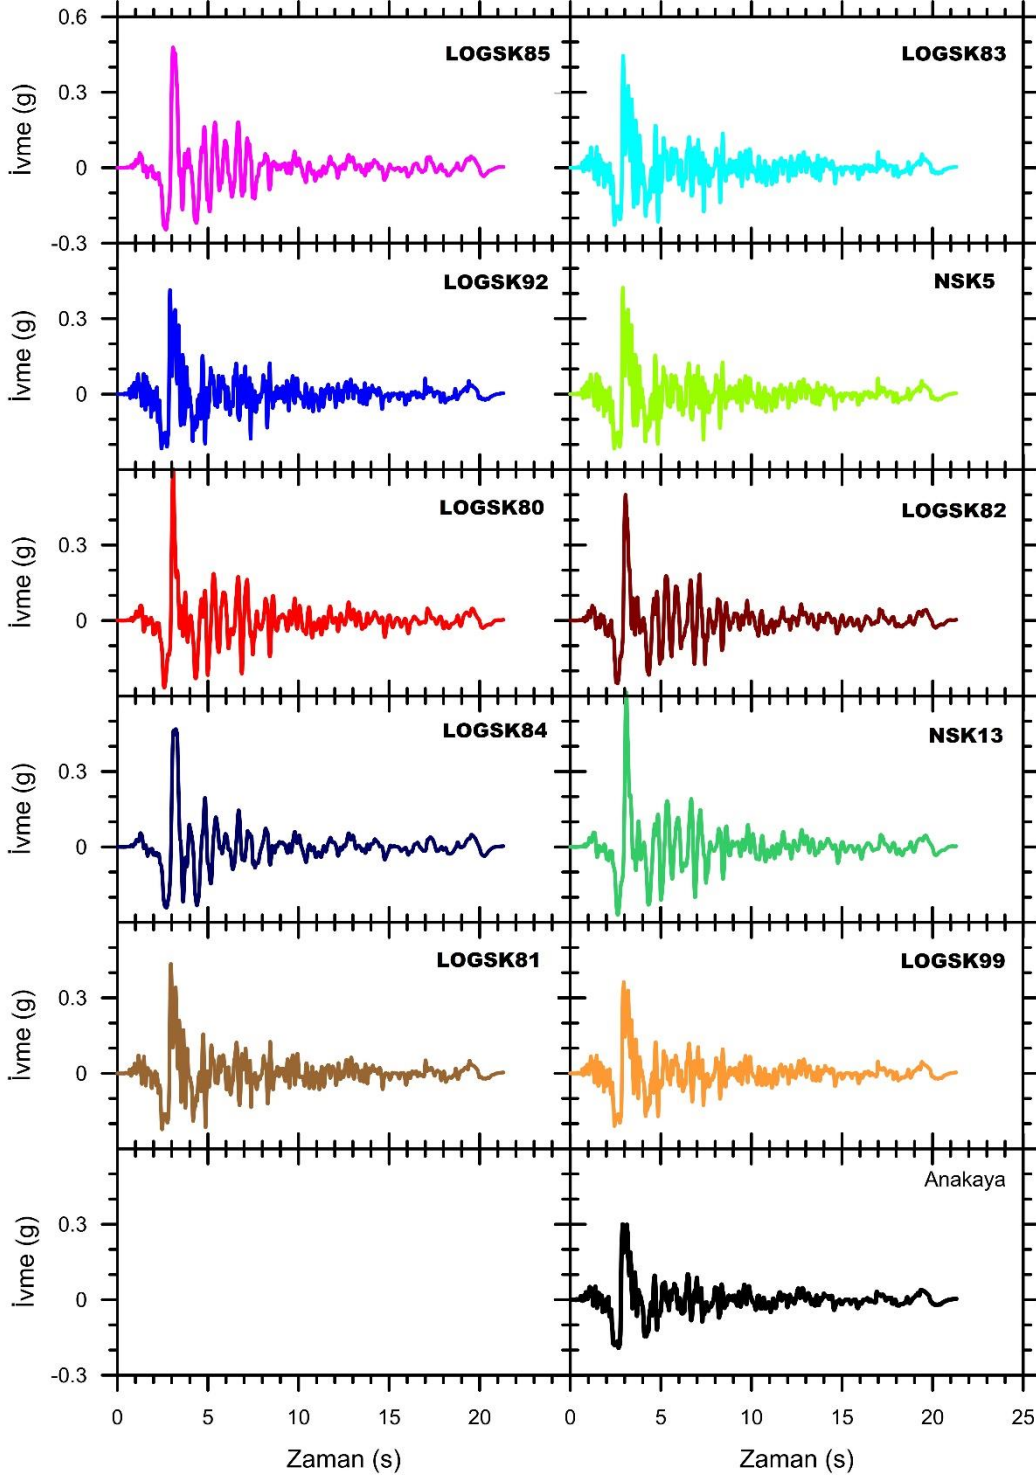 0.6
LOGSK85
LOGSK83
İvme (g)
0.3
0
-0.3
LOGSK92
NSK5
İvme (g)
0.3
0
LOGSK80
LOGSK82
İvme (g)
0.3
0
LOGSK84
NSK13
İvme (g)
0.3
0
LOGSK81
LOGSK99
İvme (g)
0.3
0
Anakaya
İvme (g)
0.3
0
-0.3
0 5 10 15 20 0 5 10 15 20 25
Zaman (s) Zaman (s)